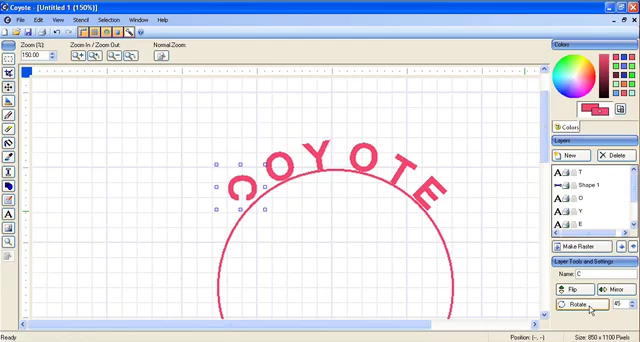 Coyote - [Untitled 1 (150%)]
File Edit View Stencil Selection Window Help
Zoom (%) Zoom In / Zoom Out Normal Zoom:
150.00
COYOTE
Colors
Colors
Layers
New Delete
T
Shape 1
O
Y
E
Make Raster
Layer Tools and Settings
Name: C
Flip Mirror
Rotate 45
Ready Position: (-, -) Size: 850 x 1100 Pixels